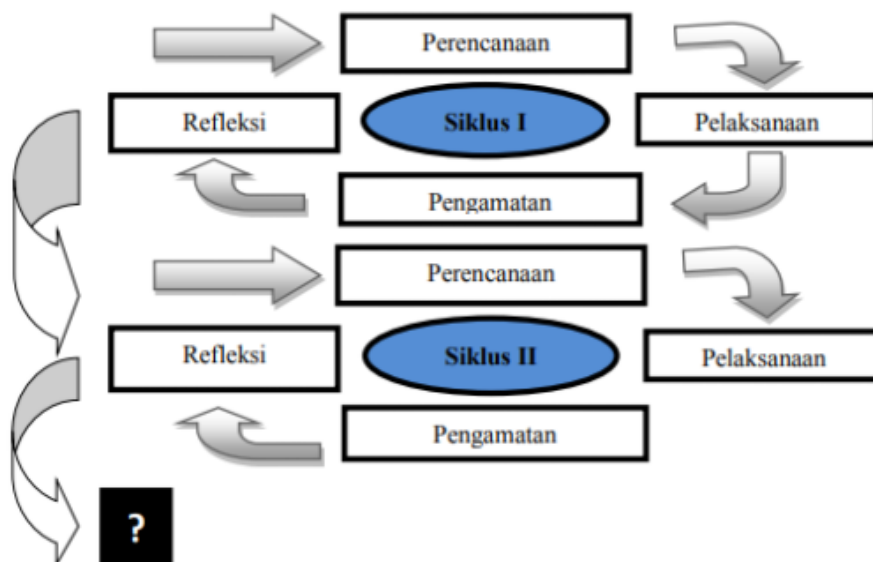 Perencanaan
Refleksi
Siklus I
Pelaksanaan
Pengamatan
Perencanaan
Refleksi
Siklus II
Pelaksanaan
Pengamatan
?